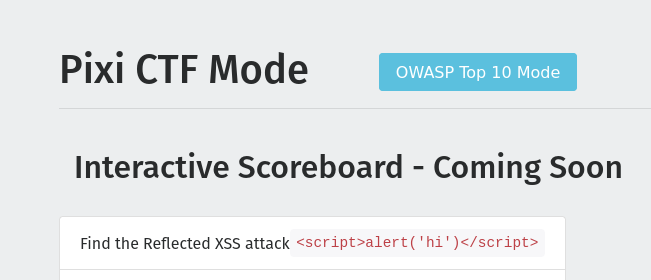 Pixi CTF Mode
OWASP Top 10 Mode
Interactive Scoreboard - Coming Soon
Find the Reflected XSS attack <script>alert('hi')</script>